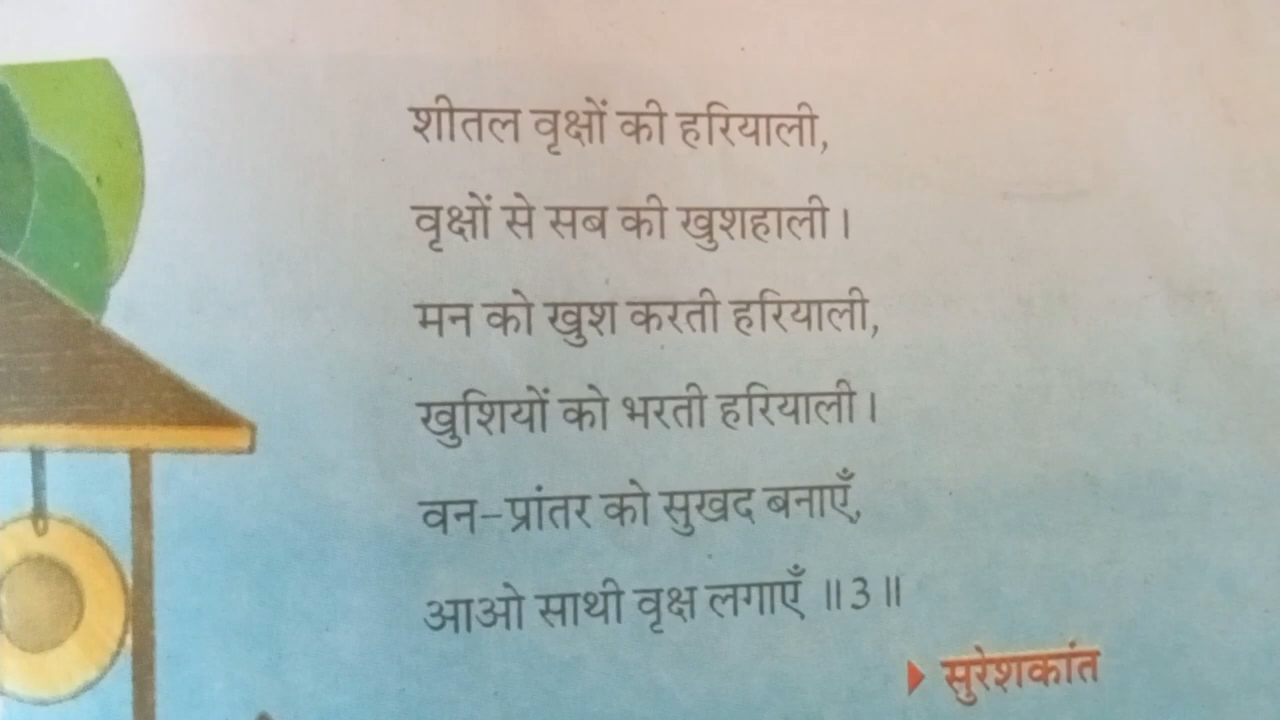 शीतल वृक्षों की हरियाली,
वृक्षों से सब की खुशहाली।
मन को खुश करती हरियाली,
खुशियों को भरती हरियाली।
वन-प्रांतर को सुखद बनाएँ,
आओ साथी वृक्ष लगाएँ ॥3॥
▶ सुरेशकांत